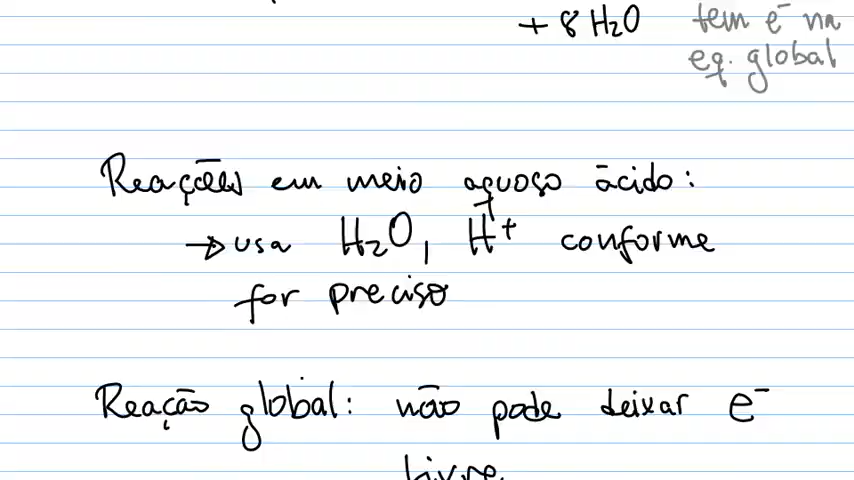 + 8 H₂O
tem e⁻ na
eq. global
Reações em meio aquoso ácido:
→ usa H₂O, H⁺ conforme
for preciso
Reação global: não pode deixar e⁻
livre